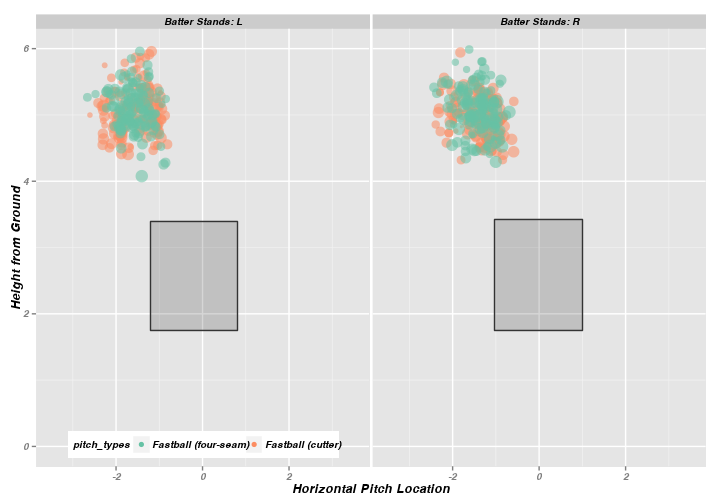 Batter Stands: L
Batter Stands: R
6
4
2
0
Height from Ground
pitch_types
Fastball (four-seam)
Fastball (cutter)
-2 0 2
-2 0 2
Horizontal Pitch Location